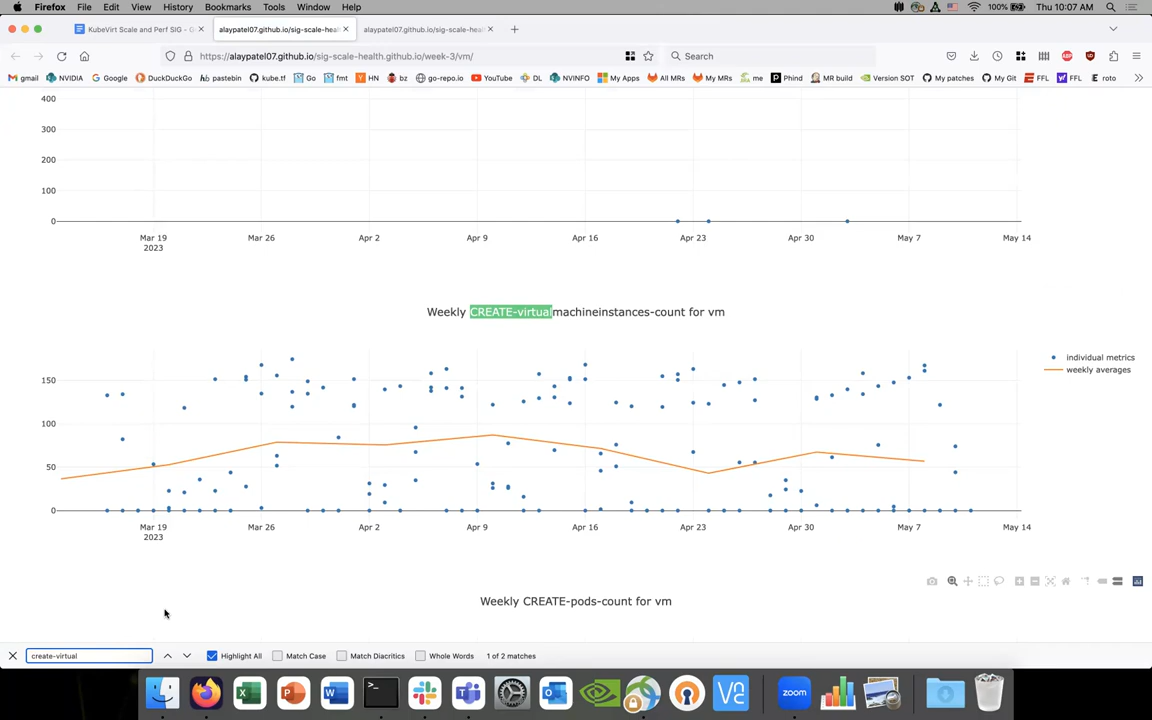 Firefox File Edit View History Bookmarks Tools Window Help 100% Thu 10:07 AM
KubeVirt Scale and Perf SIG - G alaypatel07.github.io/sig-scale-heal alaypatel07.github.io/sig-scale-heal
https://alaypatel07.github.io/sig-scale-health.github.io/week-3/vm/ Search
gmail NVIDIA Google DuckDuckGo pastebin kube.tf Go fmt HN bz go-repo.io YouTube DL NVINFO My Apps All MRs My MRs me Phind MR build Version SOT My patches My Git FFL FFL roto
400
300
200
100
0
Mar 19 Mar 26 Apr 2 Apr 9 Apr 16 Apr 23 Apr 30 May 7 May 14
2023
Weekly CREATE-virtualmachineinstances-count for vm
individual metrics
weekly averages
150
100
50
0
Mar 19 Mar 26 Apr 2 Apr 9 Apr 16 Apr 23 Apr 30 May 7 May 14
2023
Weekly CREATE-pods-count for vm
create-virtual Highlight All Match Case Match Diacritics Whole Words 1 of 2 matches
zoom